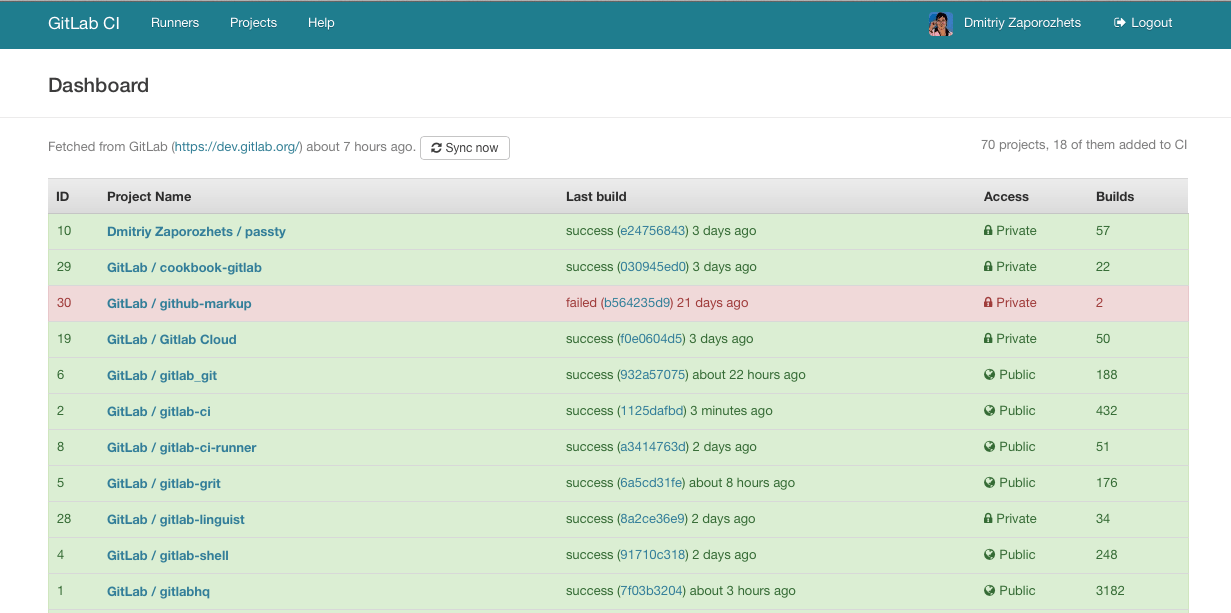 GitLab CI Runners Projects Help Dmitriy Zaporozhets Logout
Dashboard
Fetched from GitLab (https://dev.gitlab.org/) about 7 hours ago. Sync now 70 projects, 18 of them added to CI
ID Project Name Last build Access Builds
10 Dmitriy Zaporozhets / passty success (e24756843) 3 days ago Private 57
29 GitLab / cookbook-gitlab success (030945ed0) 3 days ago Private 22
30 GitLab / github-markup failed (b564235d9) 21 days ago Private 2
19 GitLab / Gitlab Cloud success (f0e0604d5) 3 days ago Private 50
6 GitLab / gitlab_git success (932a57075) about 22 hours ago Public 188
2 GitLab / gitlab-ci success (1125dafbd) 3 minutes ago Public 432
8 GitLab / gitlab-ci-runner success (a3414763d) 2 days ago Public 51
5 GitLab / gitlab-grit success (6a5cd31fe) about 8 hours ago Public 176
28 GitLab / gitlab-linguist success (8a2ce36e9) 2 days ago Private 34
4 GitLab / gitlab-shell success (91710c318) 2 days ago Public 248
1 GitLab / gitlabhq success (7f03b3204) about 3 hours ago Public 3182